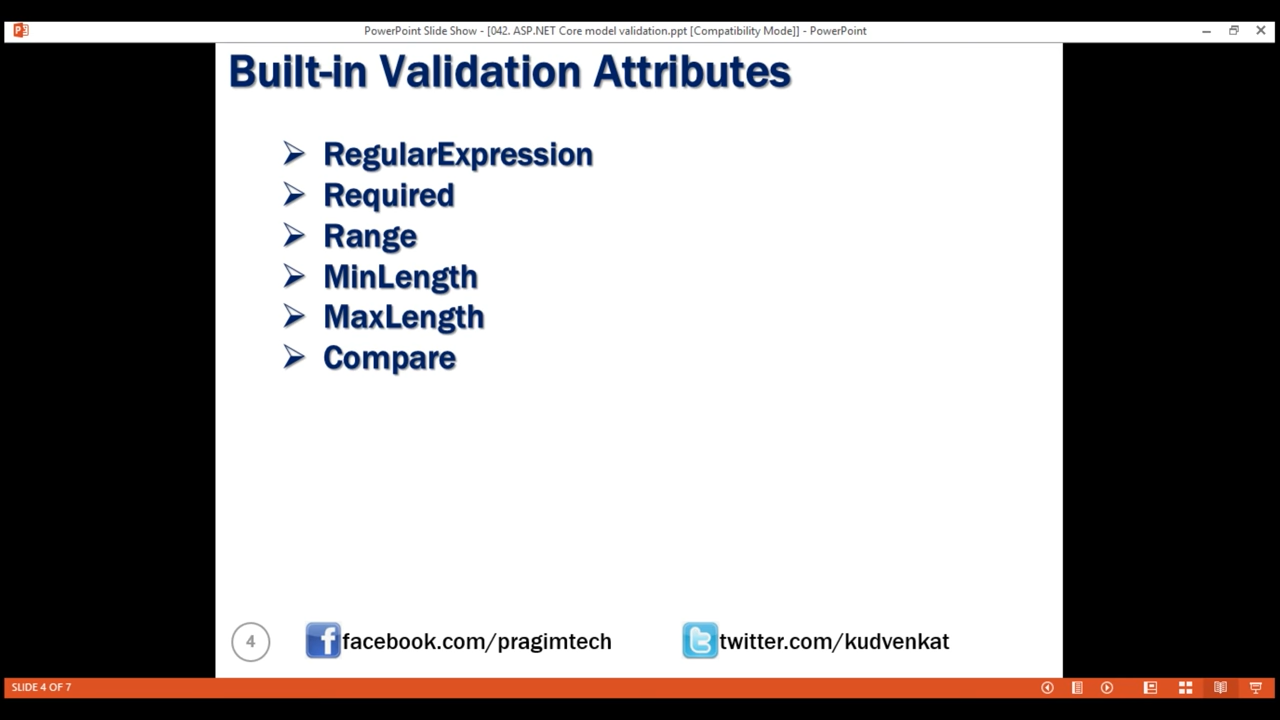 PowerPoint Slide Show - [042. ASP.NET Core model validation.ppt [Compatibility Mode]] - PowerPoint
Built-in Validation Attributes
RegularExpression
Required
Range
MinLength
MaxLength
Compare
4 facebook.com/pragimtech twitter.com/kudvenkat
SLIDE 4 OF 7